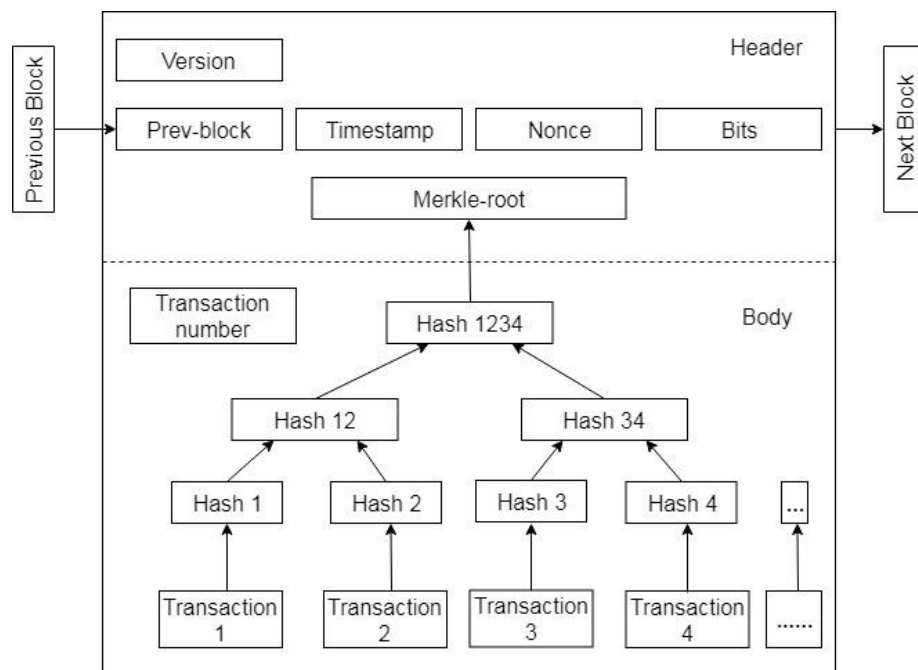 Header
Version
Previous Block
Prev-block
Timestamp
Nonce
Bits
Next Block
Merkle-root
Transaction
number
Body
Hash 1234
Hash 12
Hash 34
Hash 1
Hash 2
Hash 3
Hash 4
...
Transaction
1
Transaction
2
Transaction
3
Transaction
4
......